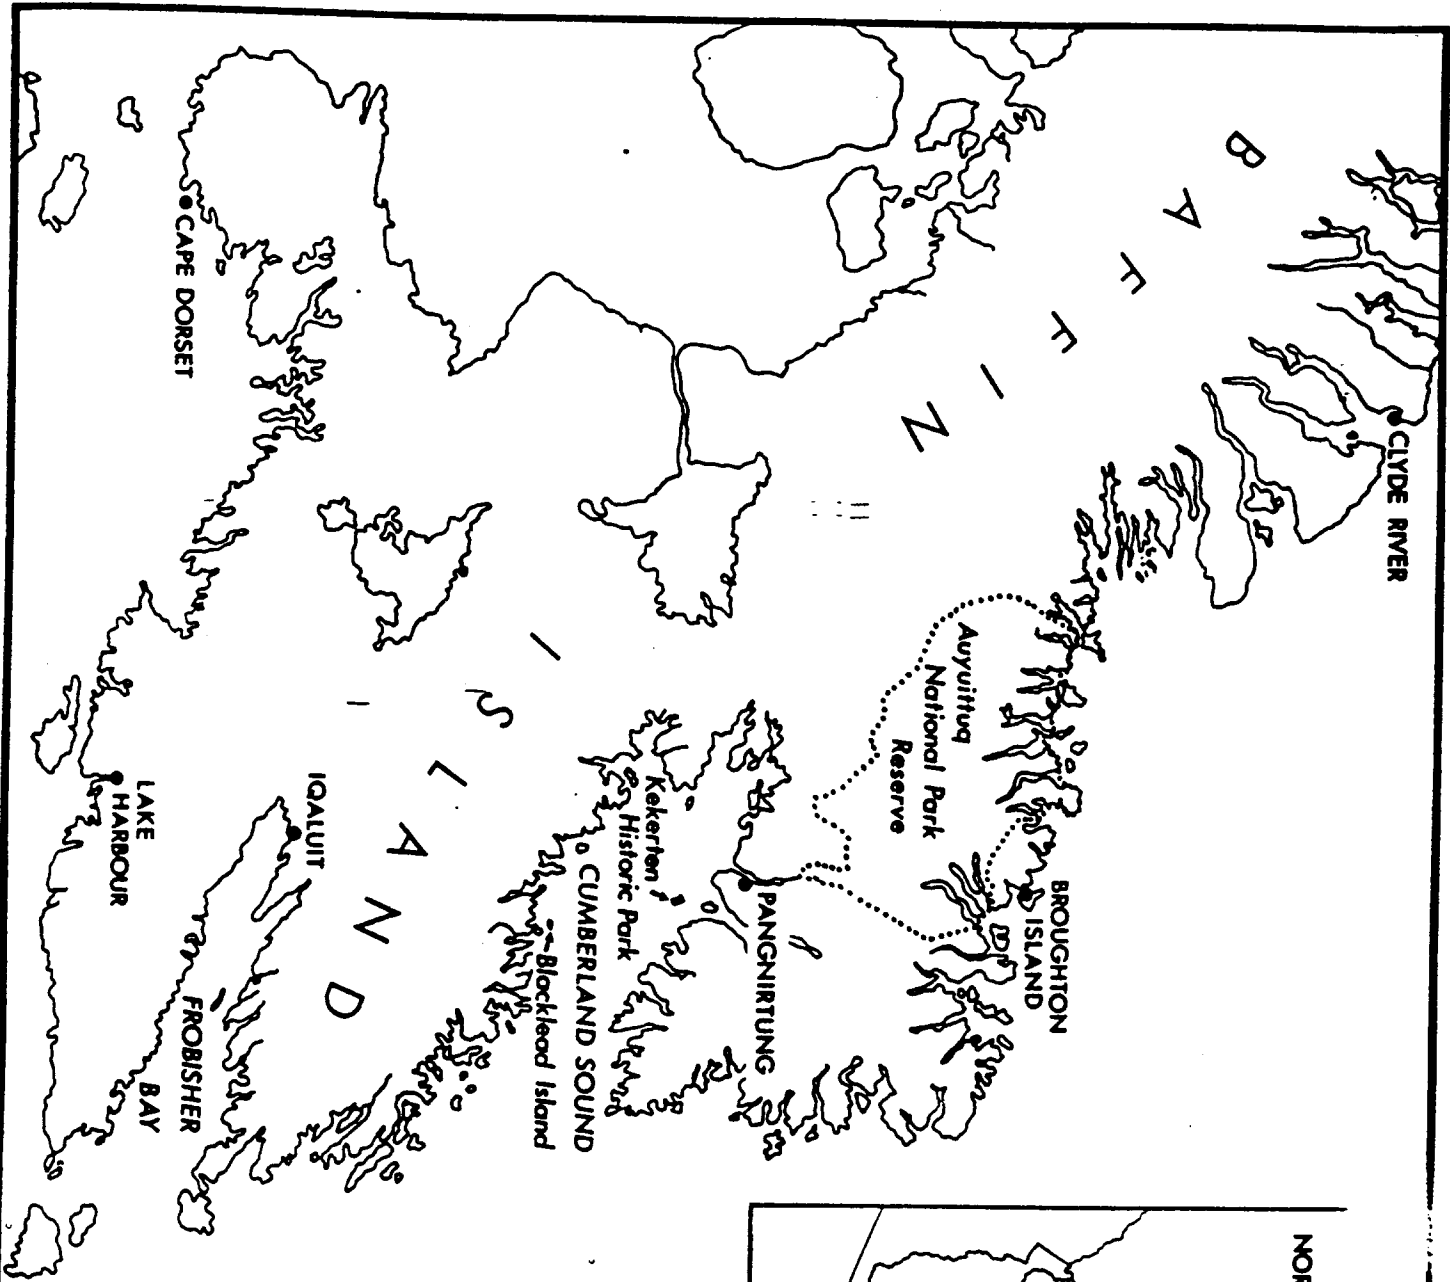 BAFFIN
ISLAND
CLYDE RIVER
Auyuittuq
National Park
Reserve
BROUGHTON
ISLAND
PANGNIRTUNG
Kekerten
Historic Park
CUMBERLAND SOUND
Blacklead Island
CAPE DORSET
IQALUIT
LAKE
HARBOUR
FROBISHER
BAY